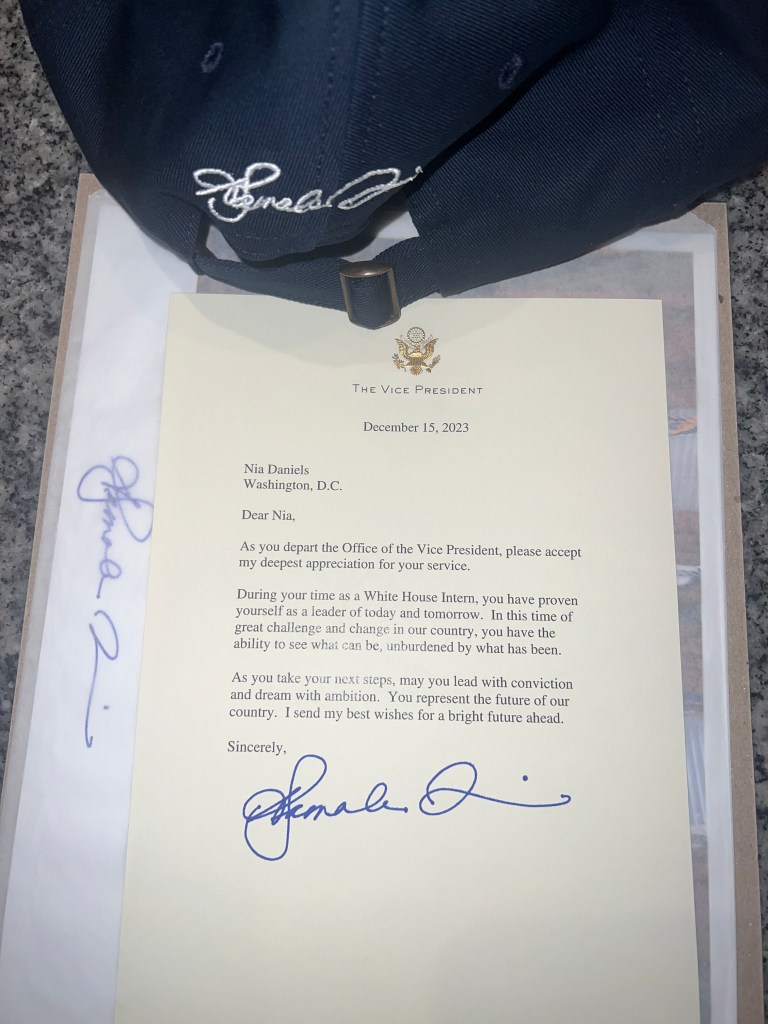 Kamala
THE VICE PRESIDENT
December 15, 2023
Nia Daniels
Washington, D.C.
Dear Nia,
As you depart the Office of the Vice President, please accept
my deepest appreciation for your service.
During your time as a White House Intern, you have proven
yourself as a leader of today and tomorrow. In this time of
great challenge and change in our country, you have the
ability to see what can be, unburdened by what has been.
As you take your next steps, may you lead with conviction
and dream with ambition. You represent the future of our
country. I send my best wishes for a bright future ahead.
Sincerely,
Kamala
Kamala